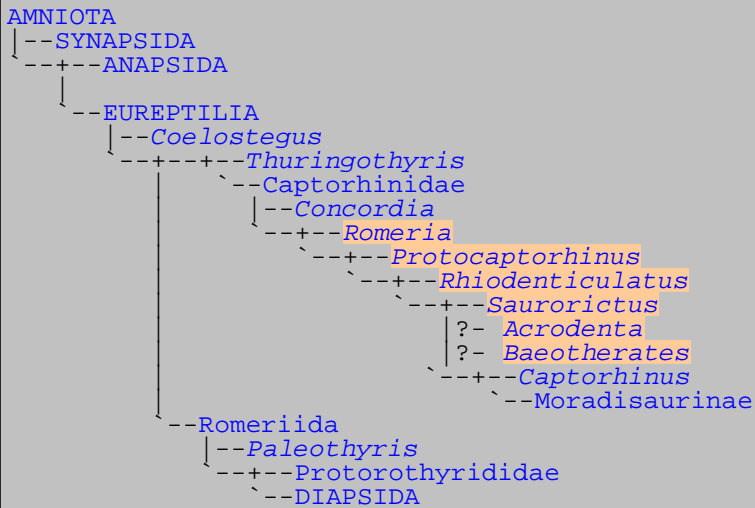 AMNIOTA
|--SYNAPSIDA
`--+--ANAPSIDA
   |
   `--EUREPTILIA
      |--Coelostegus
      `--+--+--Thuringothyris
         |  `--Captorhinidae
         |     |--Concordia
         |     `--+--Romeria
         |        `--+--Protocaptorhinus
         |           `--+--Rhiodenticulatus
         |              `--+--Saurorictus
         |                 |?- Acrodenta
         |                 |?- Baeotherates
         |                 `--+--Captorhinus
         |                    `--Moradisaurinae
         `--Romeriida
            |--Paleothyris
            `--+--Protorothyrididae
               `--DIAPSIDA